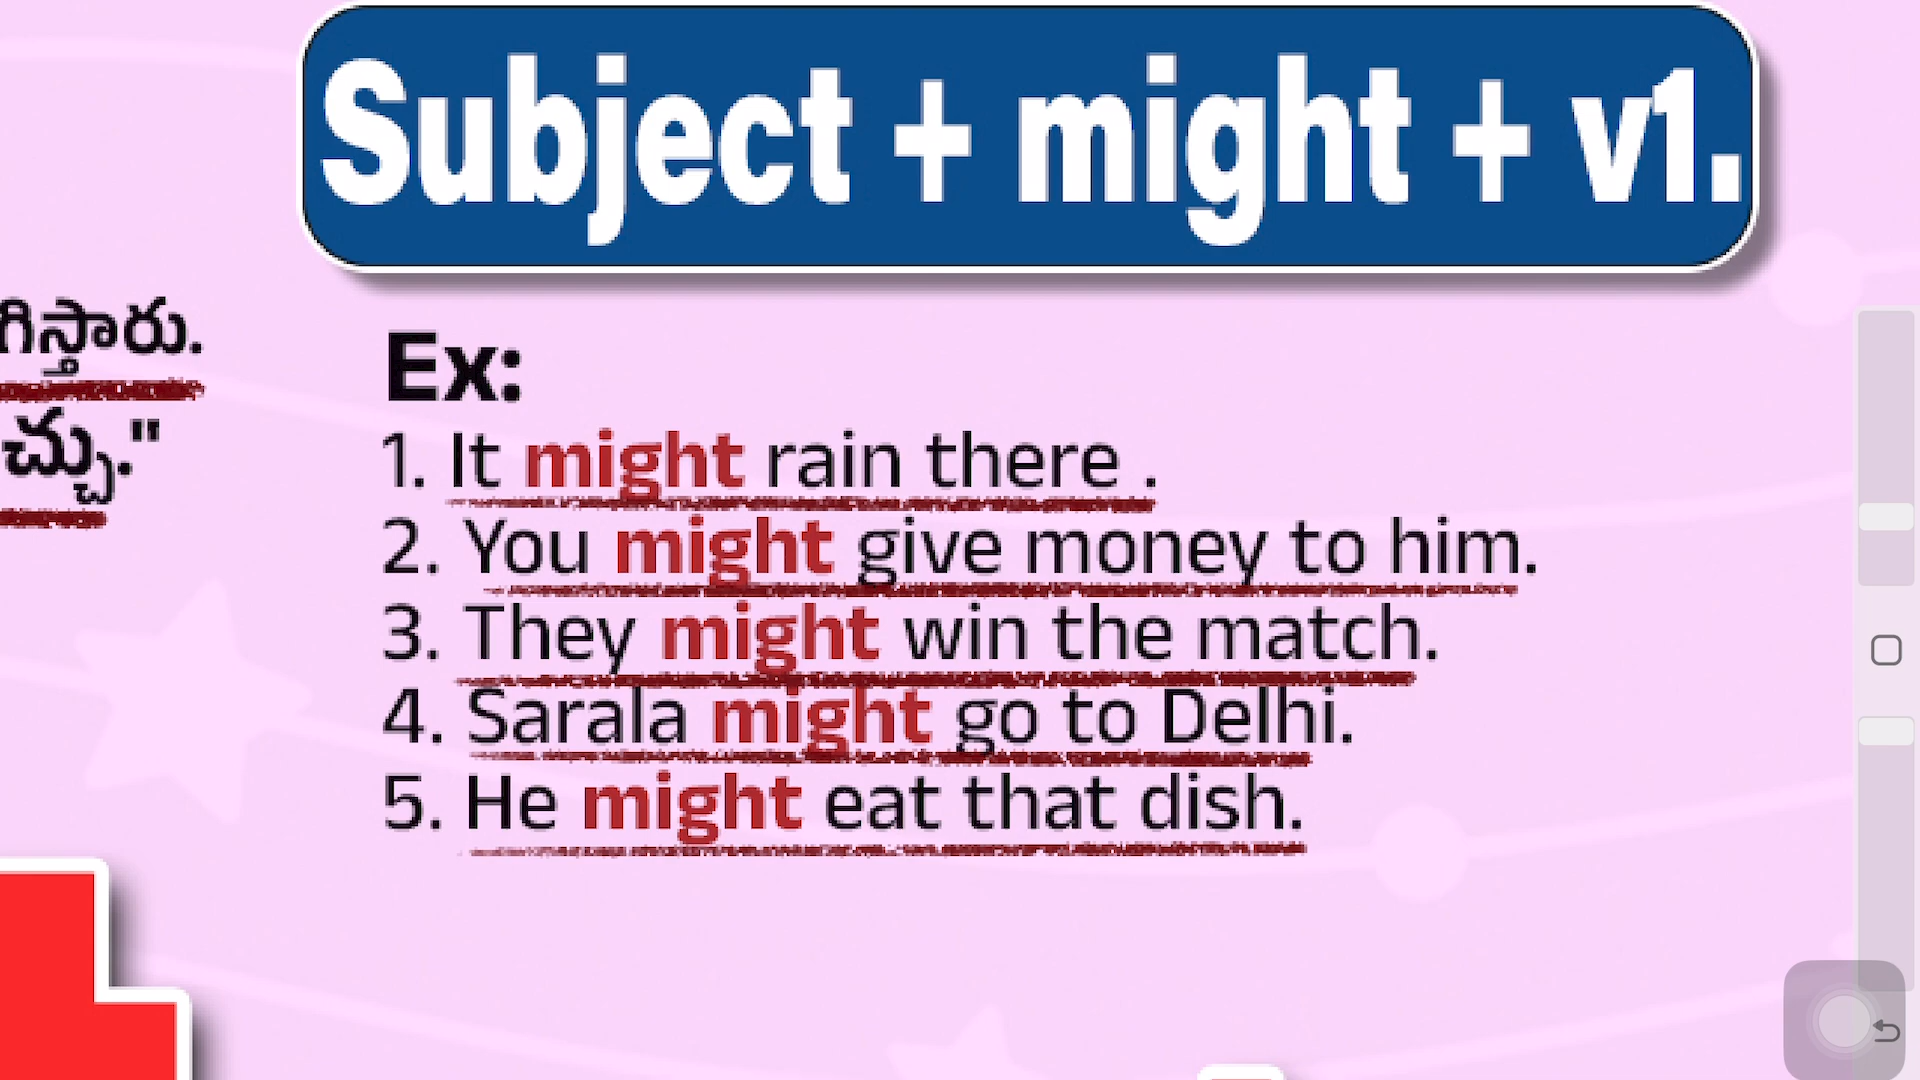 Subject + might + v1.
గిస్తారు.
చ్చు."
Ex:
1. It might rain there .
2. You might give money to him.
3. They might win the match.
4. Sarala might go to Delhi.
5. He might eat that dish.